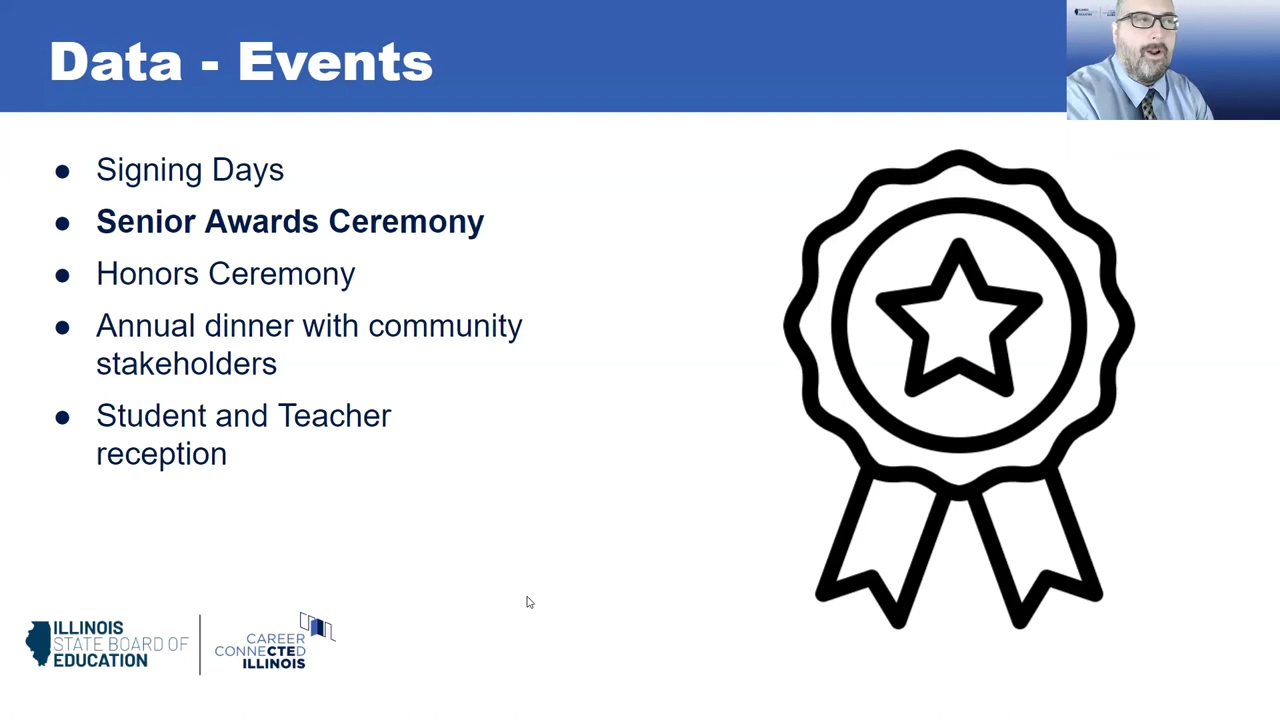 Data - Events
● Signing Days
● Senior Awards Ceremony
● Honors Ceremony
● Annual dinner with community
stakeholders
● Student and Teacher
reception
ILLINOIS
STATE BOARD OF
EDUCATION
CAREER
CONNECTED
ILLINOIS